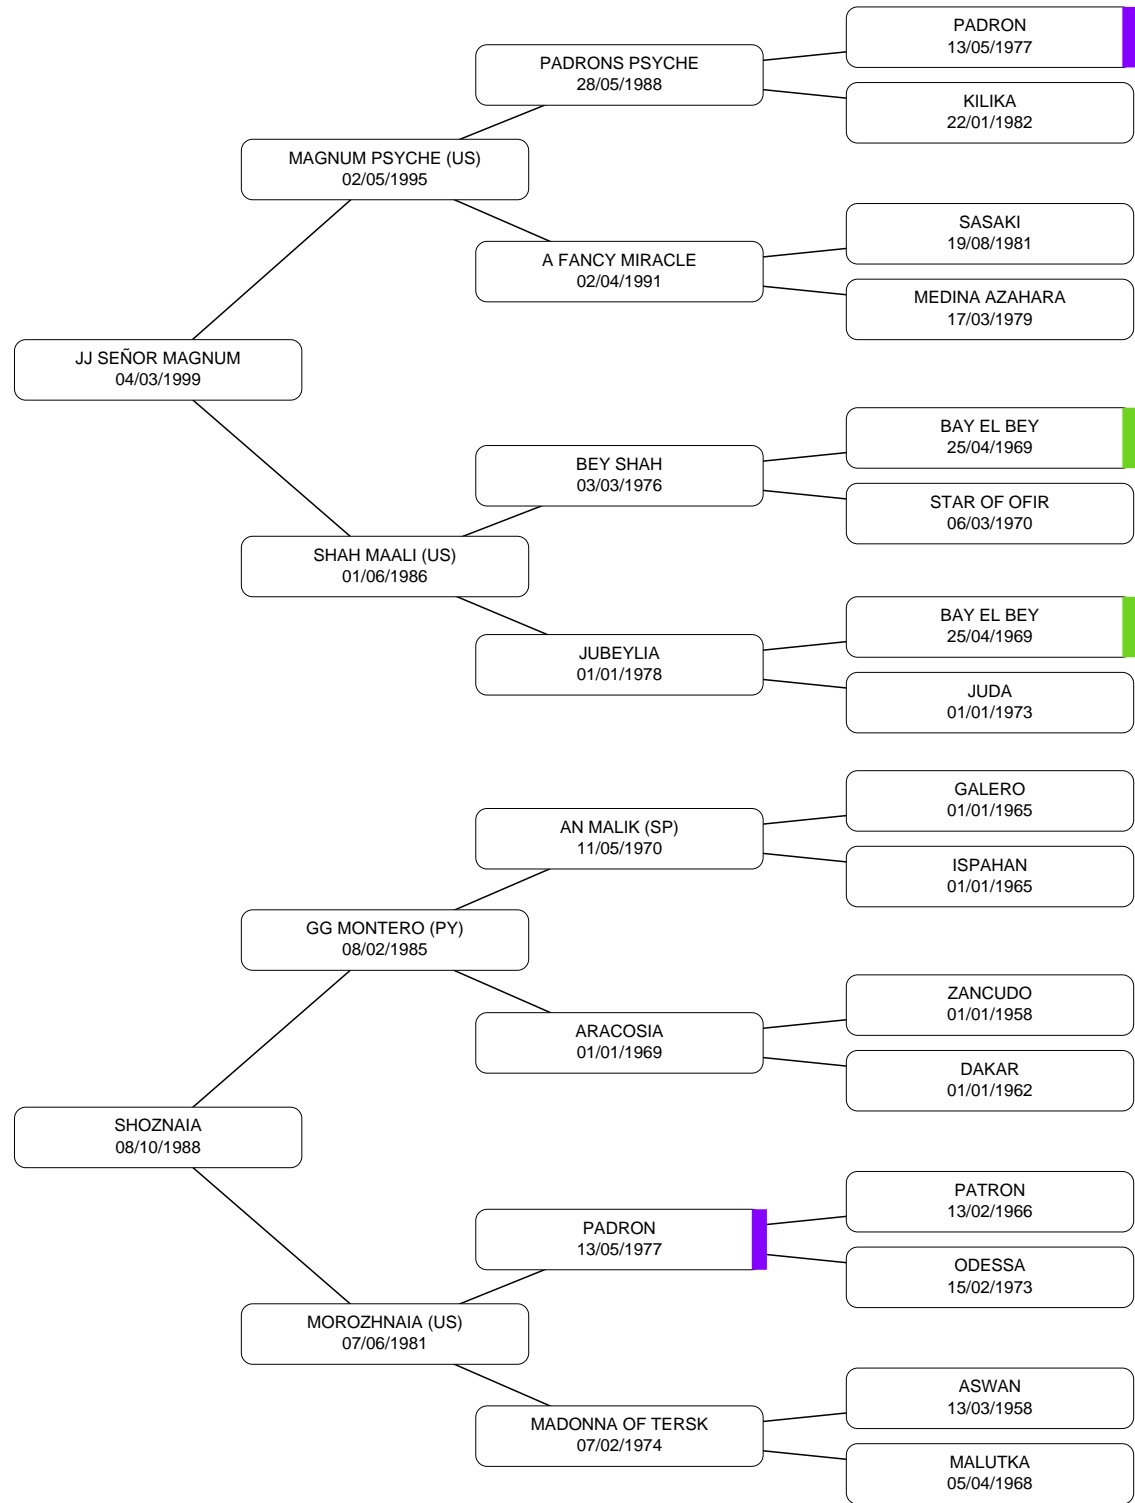 PADRON
13/05/1977
PADRONS PSYCHE
28/05/1988
KILIKA
22/01/1982
MAGNUM PSYCHE (US)
02/05/1995
SASAKI
19/08/1981
A FANCY MIRACLE
02/04/1991
MEDINA AZAHARA
17/03/1979
JJ SEÑOR MAGNUM
04/03/1999
BAY EL BEY
25/04/1969
BEY SHAH
03/03/1976
STAR OF OFIR
06/03/1970
SHAH MAALI (US)
01/06/1986
BAY EL BEY
25/04/1969
JUBEYLIA
01/01/1978
JUDA
01/01/1973
GALERO
01/01/1965
AN MALIK (SP)
11/05/1970
ISPAHAN
01/01/1965
GG MONTERO (PY)
08/02/1985
ZANCUDO
01/01/1958
ARACOSIA
01/01/1969
DAKAR
01/01/1962
SHOZNAIA
08/10/1988
PATRON
13/02/1966
PADRON
13/05/1977
ODESSA
15/02/1973
MOROZHNAIA (US)
07/06/1981
ASWAN
13/03/1958
MADONNA OF TERSK
07/02/1974
MALUTKA
05/04/1968